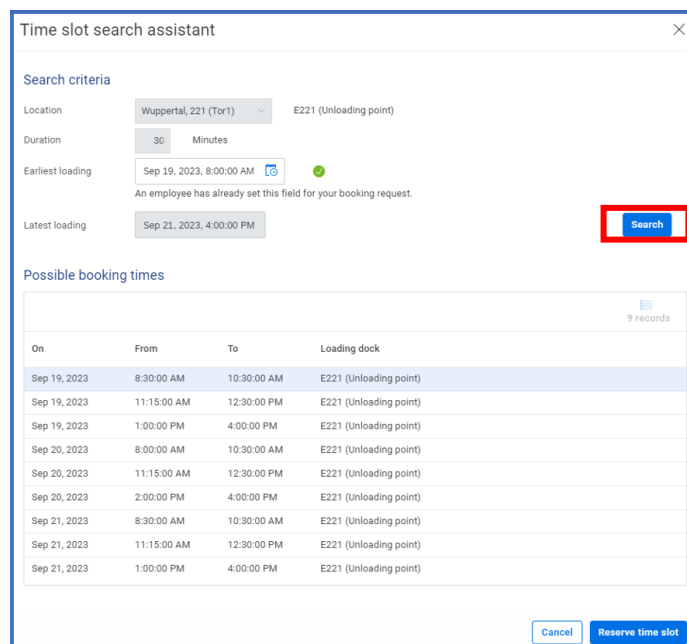 Time slot search assistant
Search criteria
Location Wuppertal, 221 (Tor1) E221 (Unloading point)
Duration 30 Minutes
Earliest loading Sep 19, 2023, 8:00:00 AM
An employee has already set this field for your booking request.
Latest loading Sep 21, 2023, 4:00:00 PM Search
Possible booking times
9 records
On From To Loading dock
Sep 19, 2023 8:30:00 AM 10:30:00 AM E221 (Unloading point)
Sep 19, 2023 11:15:00 AM 12:30:00 PM E221 (Unloading point)
Sep 19, 2023 1:00:00 PM 4:00:00 PM E221 (Unloading point)
Sep 20, 2023 8:00:00 AM 10:30:00 AM E221 (Unloading point)
Sep 20, 2023 11:15:00 AM 12:30:00 PM E221 (Unloading point)
Sep 20, 2023 2:00:00 PM 4:00:00 PM E221 (Unloading point)
Sep 21, 2023 8:30:00 AM 10:30:00 AM E221 (Unloading point)
Sep 21, 2023 11:15:00 AM 12:30:00 PM E221 (Unloading point)
Sep 21, 2023 1:00:00 PM 4:00:00 PM E221 (Unloading point)
Cancel Reserve time slot